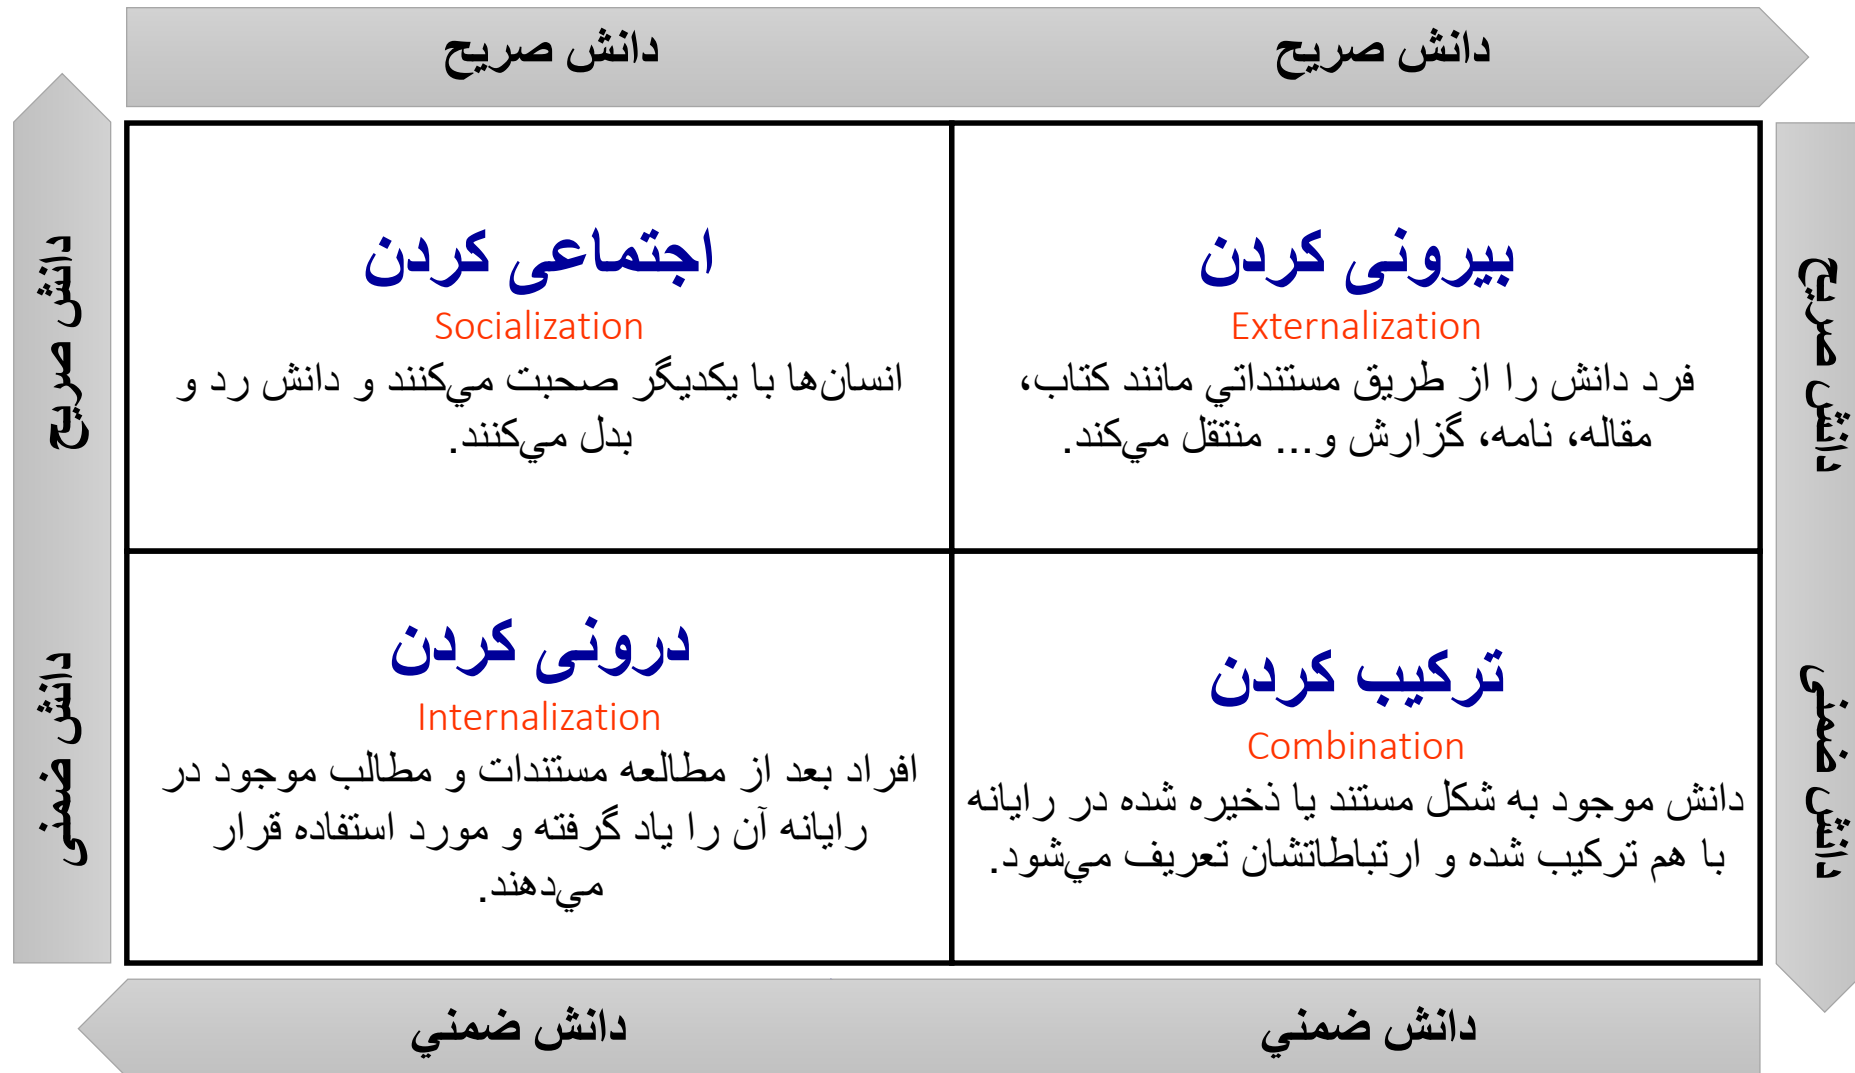 دانش صريح
دانش صريح
بیرونی کردن
Externalization
فرد دانش را از طريق مستنداتي مانند كتاب،
مقاله، نامه، گزارش و... منتقل مي‌كند.
اجتماعی کردن
Socialization
انسان‌ها با يكديگر صحبت مي‌كنند و دانش رد و
بدل مي‌كنند.
دانش صريح
دانش ضمنی
دانش صريح
دانش ضمنی
ترکیب کردن
Combination
دانش موجود به شكل مستند يا ذخيره شده در رايانه
با هم تركيب شده و ارتباطاتشان تعريف مي‌شود.
درونی کردن
Internalization
افراد بعد از مطالعه مستندات و مطالب موجود در
رايانه آن را ياد گرفته و مورد استفاده قرار
مي‌دهند.
دانش ضمني
دانش ضمني